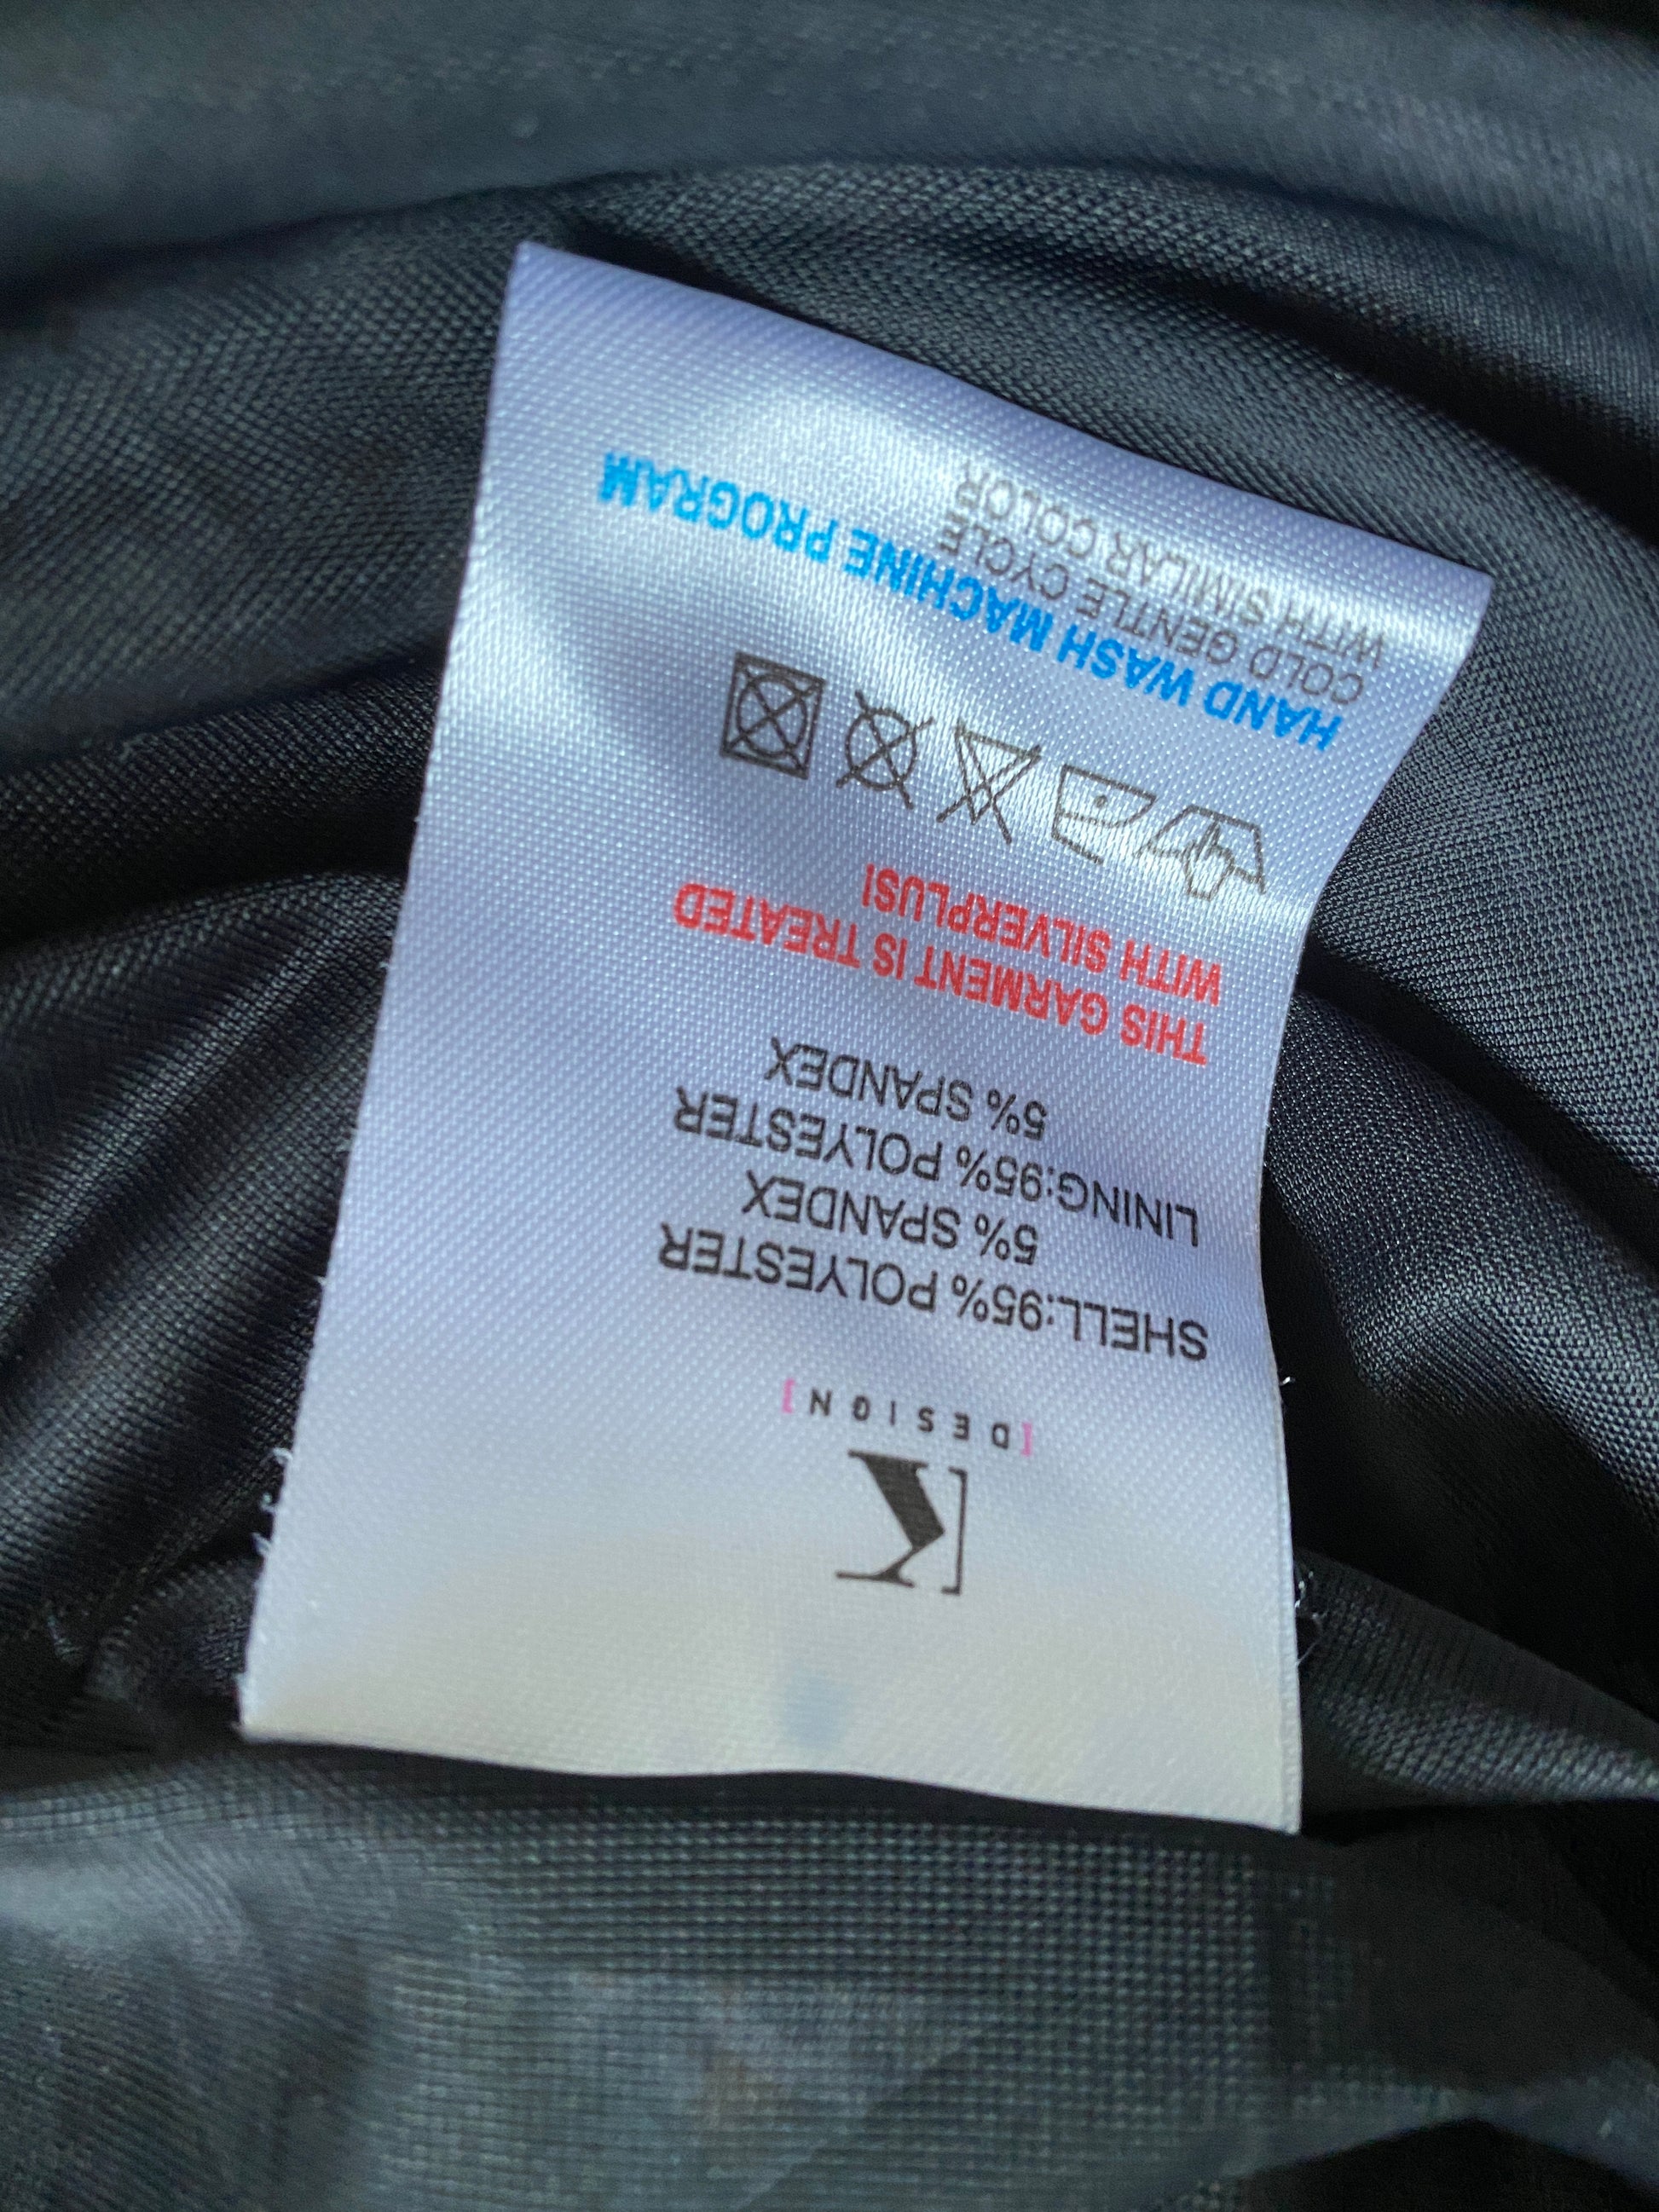 [K
[DESIGN]
SHELL:95% POLYESTER
5% SPANDEX
LINING:95% POLYESTER
5% SPANDEX
THIS GARMENT IS TREATED
WITH SILVERPLUS!
HAND WASH MACHINE PROGRAM
COLD GENTLE CYCLE
WITH SIMILAR COLOR